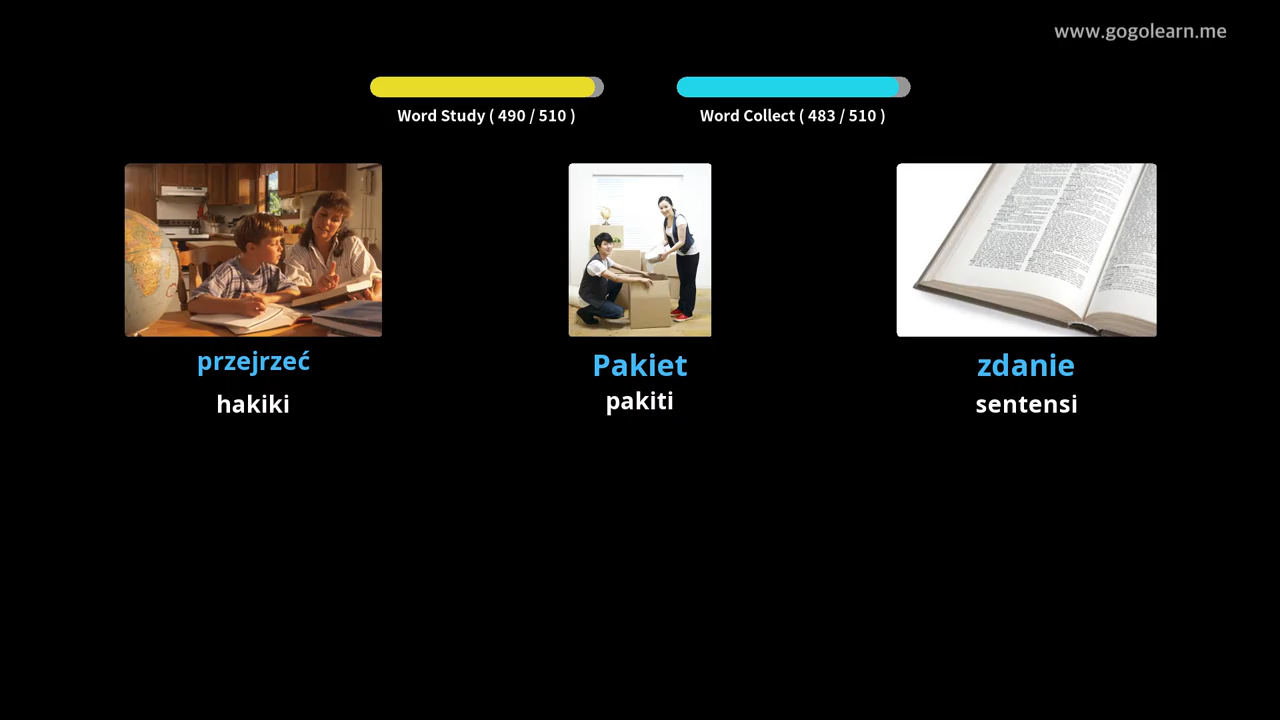 www.gogolearn.me
Word Study ( 490 / 510 )
Word Collect ( 483 / 510 )
przejrzeć
hakiki
Pakiet
pakiti
zdanie
sentensi